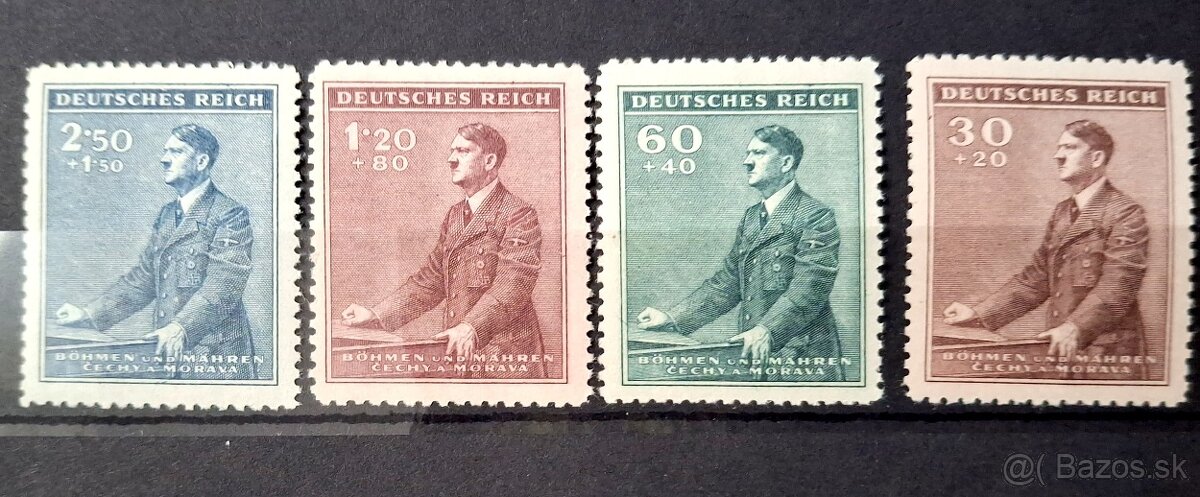 DEUTSCHES REICH
2·50
+1·50
BÖHMEN UND MÄHREN
ČECHY A MORAVA
DEUTSCHES REICH
1·20
+80
BÖHMEN UND MÄHREN
ČECHY A MORAVA
DEUTSCHES REICH
60
+40
BÖHMEN UND MÄHREN
ČECHY A MORAVA
DEUTSCHES REICH
30
+20
BÖHMEN UND MÄHREN
ČECHY A MORAVA
@( Bazos.sk